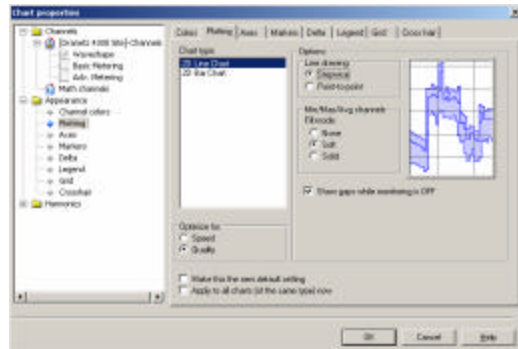 Chart properties
Channels
[Dranetz 4300 Site]-Channels
Waveshape
Basic Metering
Adv. Metering
Math channels
Appearance
Channel colors
Plotting
Axes
Markers
Delta
Legend
Grid
Crosshair
Harmonics
Colors Plotting Axes Markers Delta Legend Grid Crosshair
Chart type
2D Line Chart
2D Bar Chart
Optimize for
Speed
Quality
Options
Line drawing
Stepwise
Point-to-point
Min/Max/Avg channels
Fill mode
None
Soft
Solid
Show gaps while monitoring is OFF
Make this the new default setting
Apply to all charts (of the same type) now
OK Cancel Help